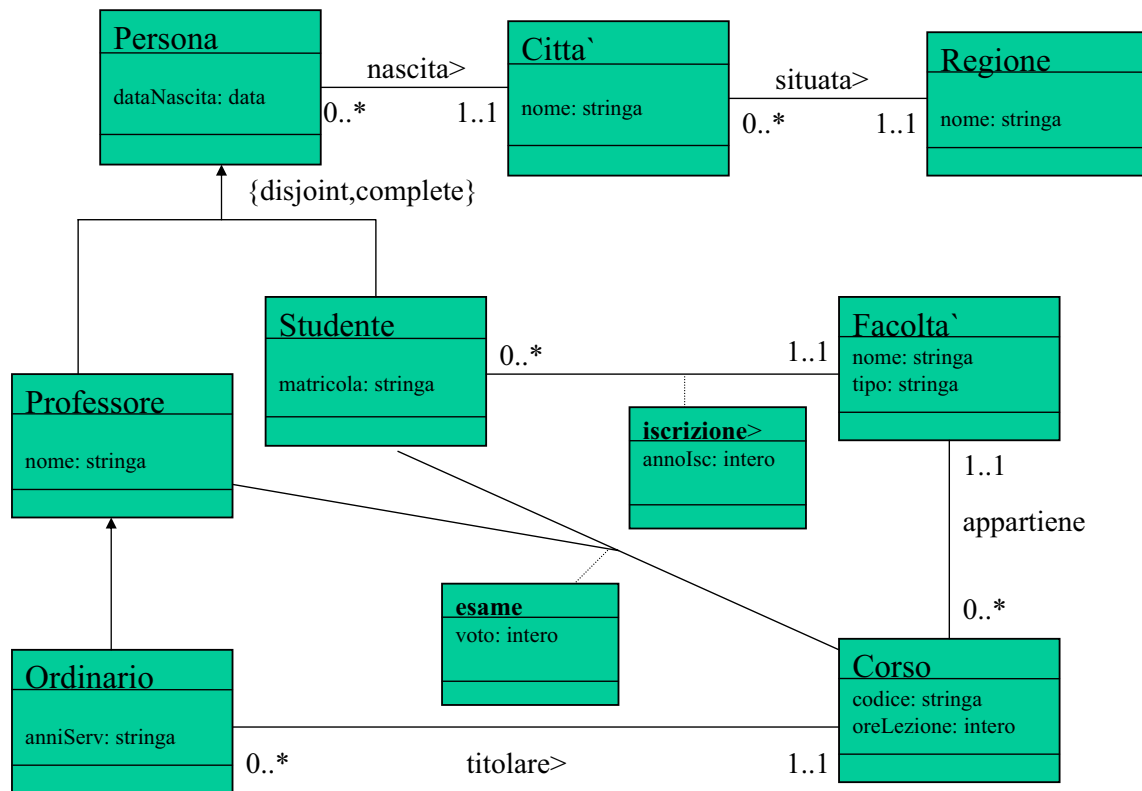 Persona
dataNascita: data
nascita>
0..*
1..1
Citta`
nome: stringa
situata>
0..*
1..1
Regione
nome: stringa
{disjoint,complete}
Studente
matricola: stringa
0..*
1..1
Facolta`
nome: stringa
tipo: stringa
Professore
nome: stringa
iscrizione>
annoIsc: intero
1..1
appartiene
0..*
esame
voto: intero
Ordinario
anniServ: stringa
0..*
titolare>
1..1
Corso
codice: stringa
oreLezione: intero